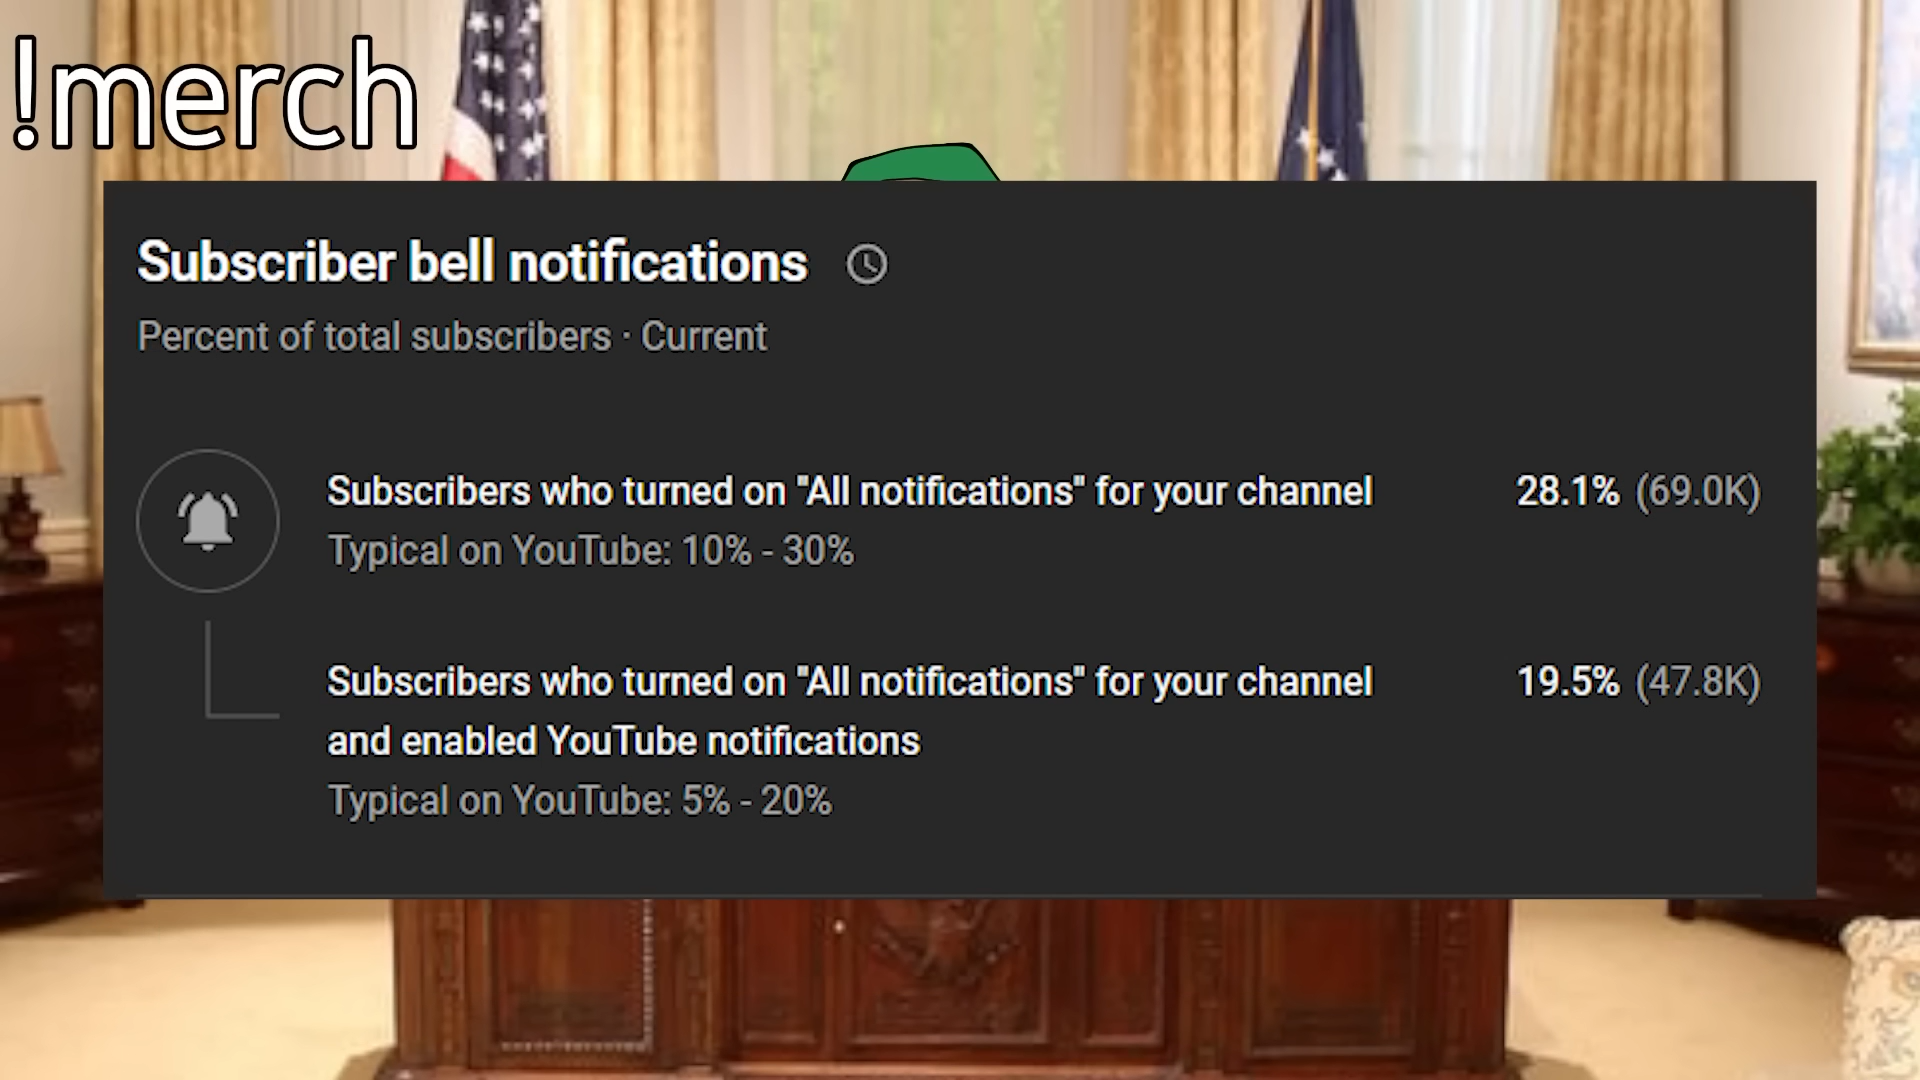 !merch
Subscriber bell notifications
Percent of total subscribers · Current
Subscribers who turned on "All notifications" for your channel 28.1% (69.0K)
Typical on YouTube: 10% - 30%
Subscribers who turned on "All notifications" for your channel 19.5% (47.8K)
and enabled YouTube notifications
Typical on YouTube: 5% - 20%